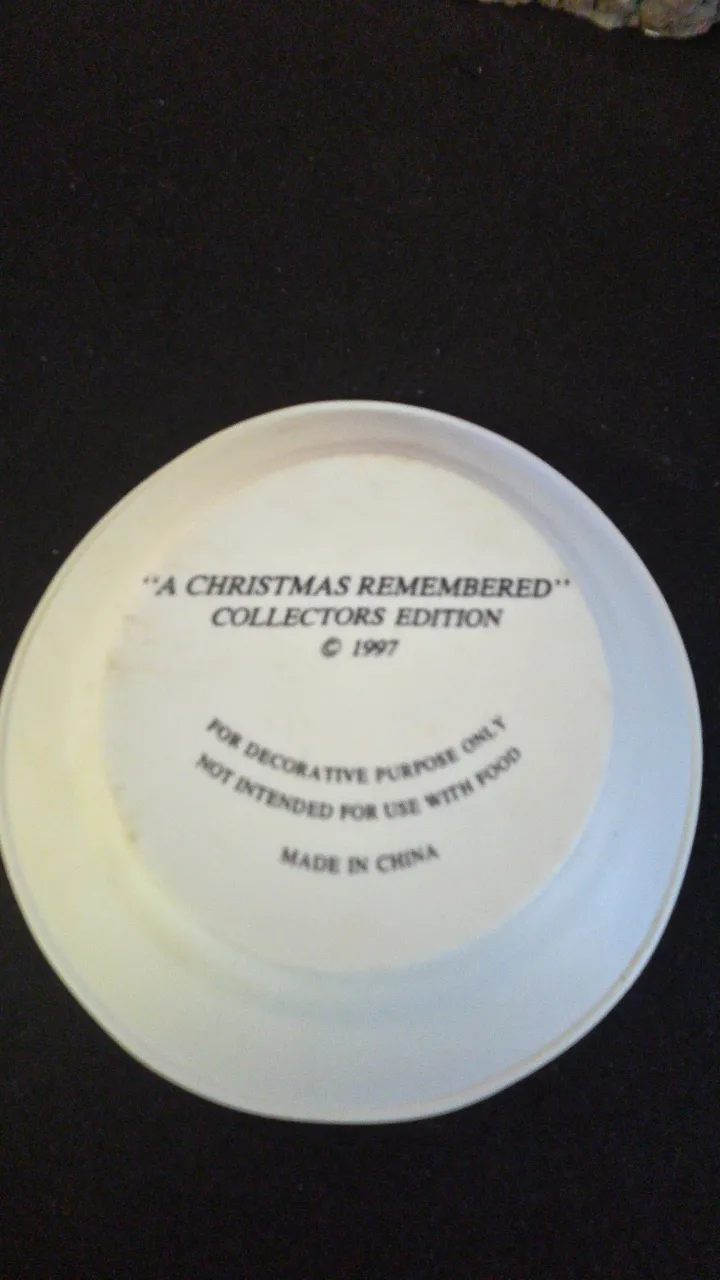 "A CHRISTMAS REMEMBERED"
COLLECTORS EDITION
© 1997
FOR DECORATIVE PURPOSE ONLY
NOT INTENDED FOR USE WITH FOOD
MADE IN CHINA